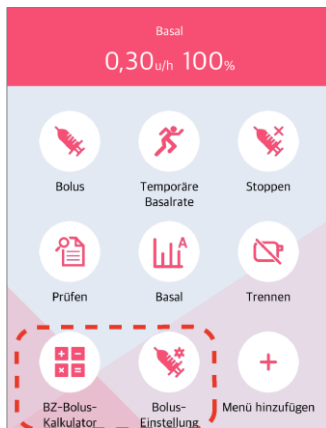 Basal
0,30u/h 100%
Bolus
Temporäre
Basalrate
Stoppen
Prüfen
A
Basal
Trennen
BZ-Bolus-
Kalkulator
Bolus-
Einstellung
Menü hinzufügen